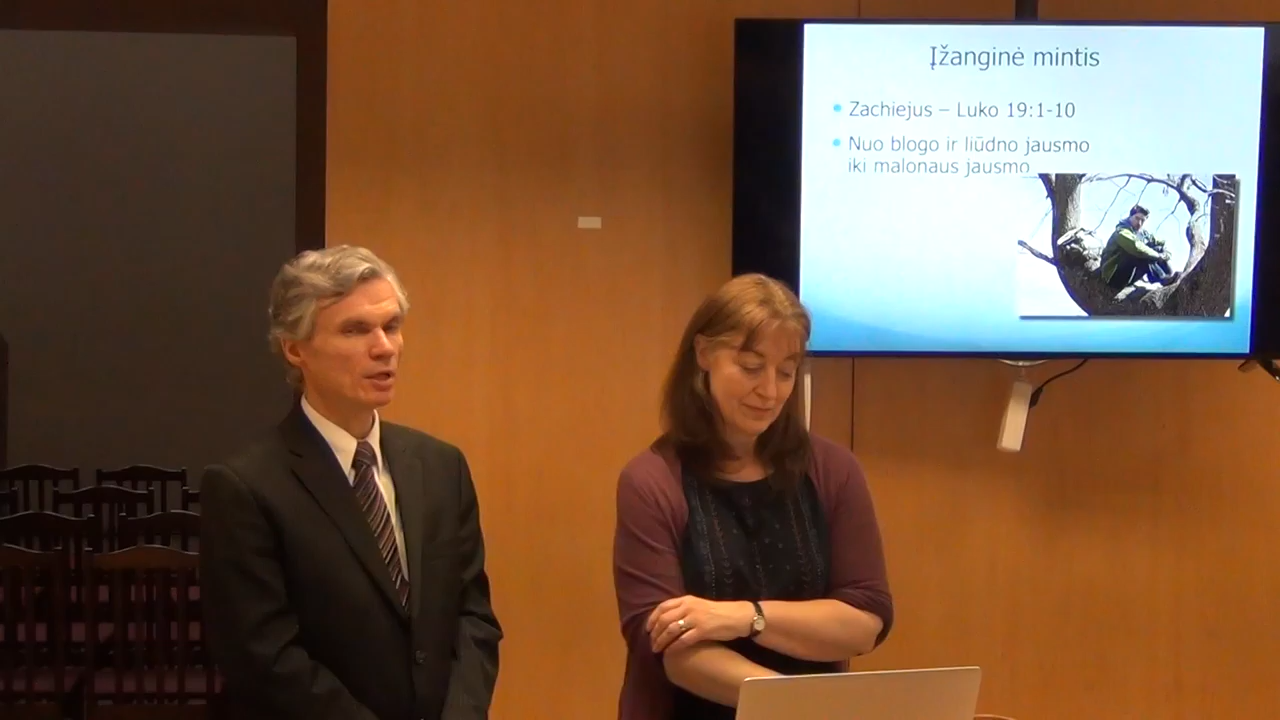 Įžanginė mintis
Zachiejus – Luko 19:1-10
Nuo blogo ir liūdno jausmo
iki malonaus jausmo